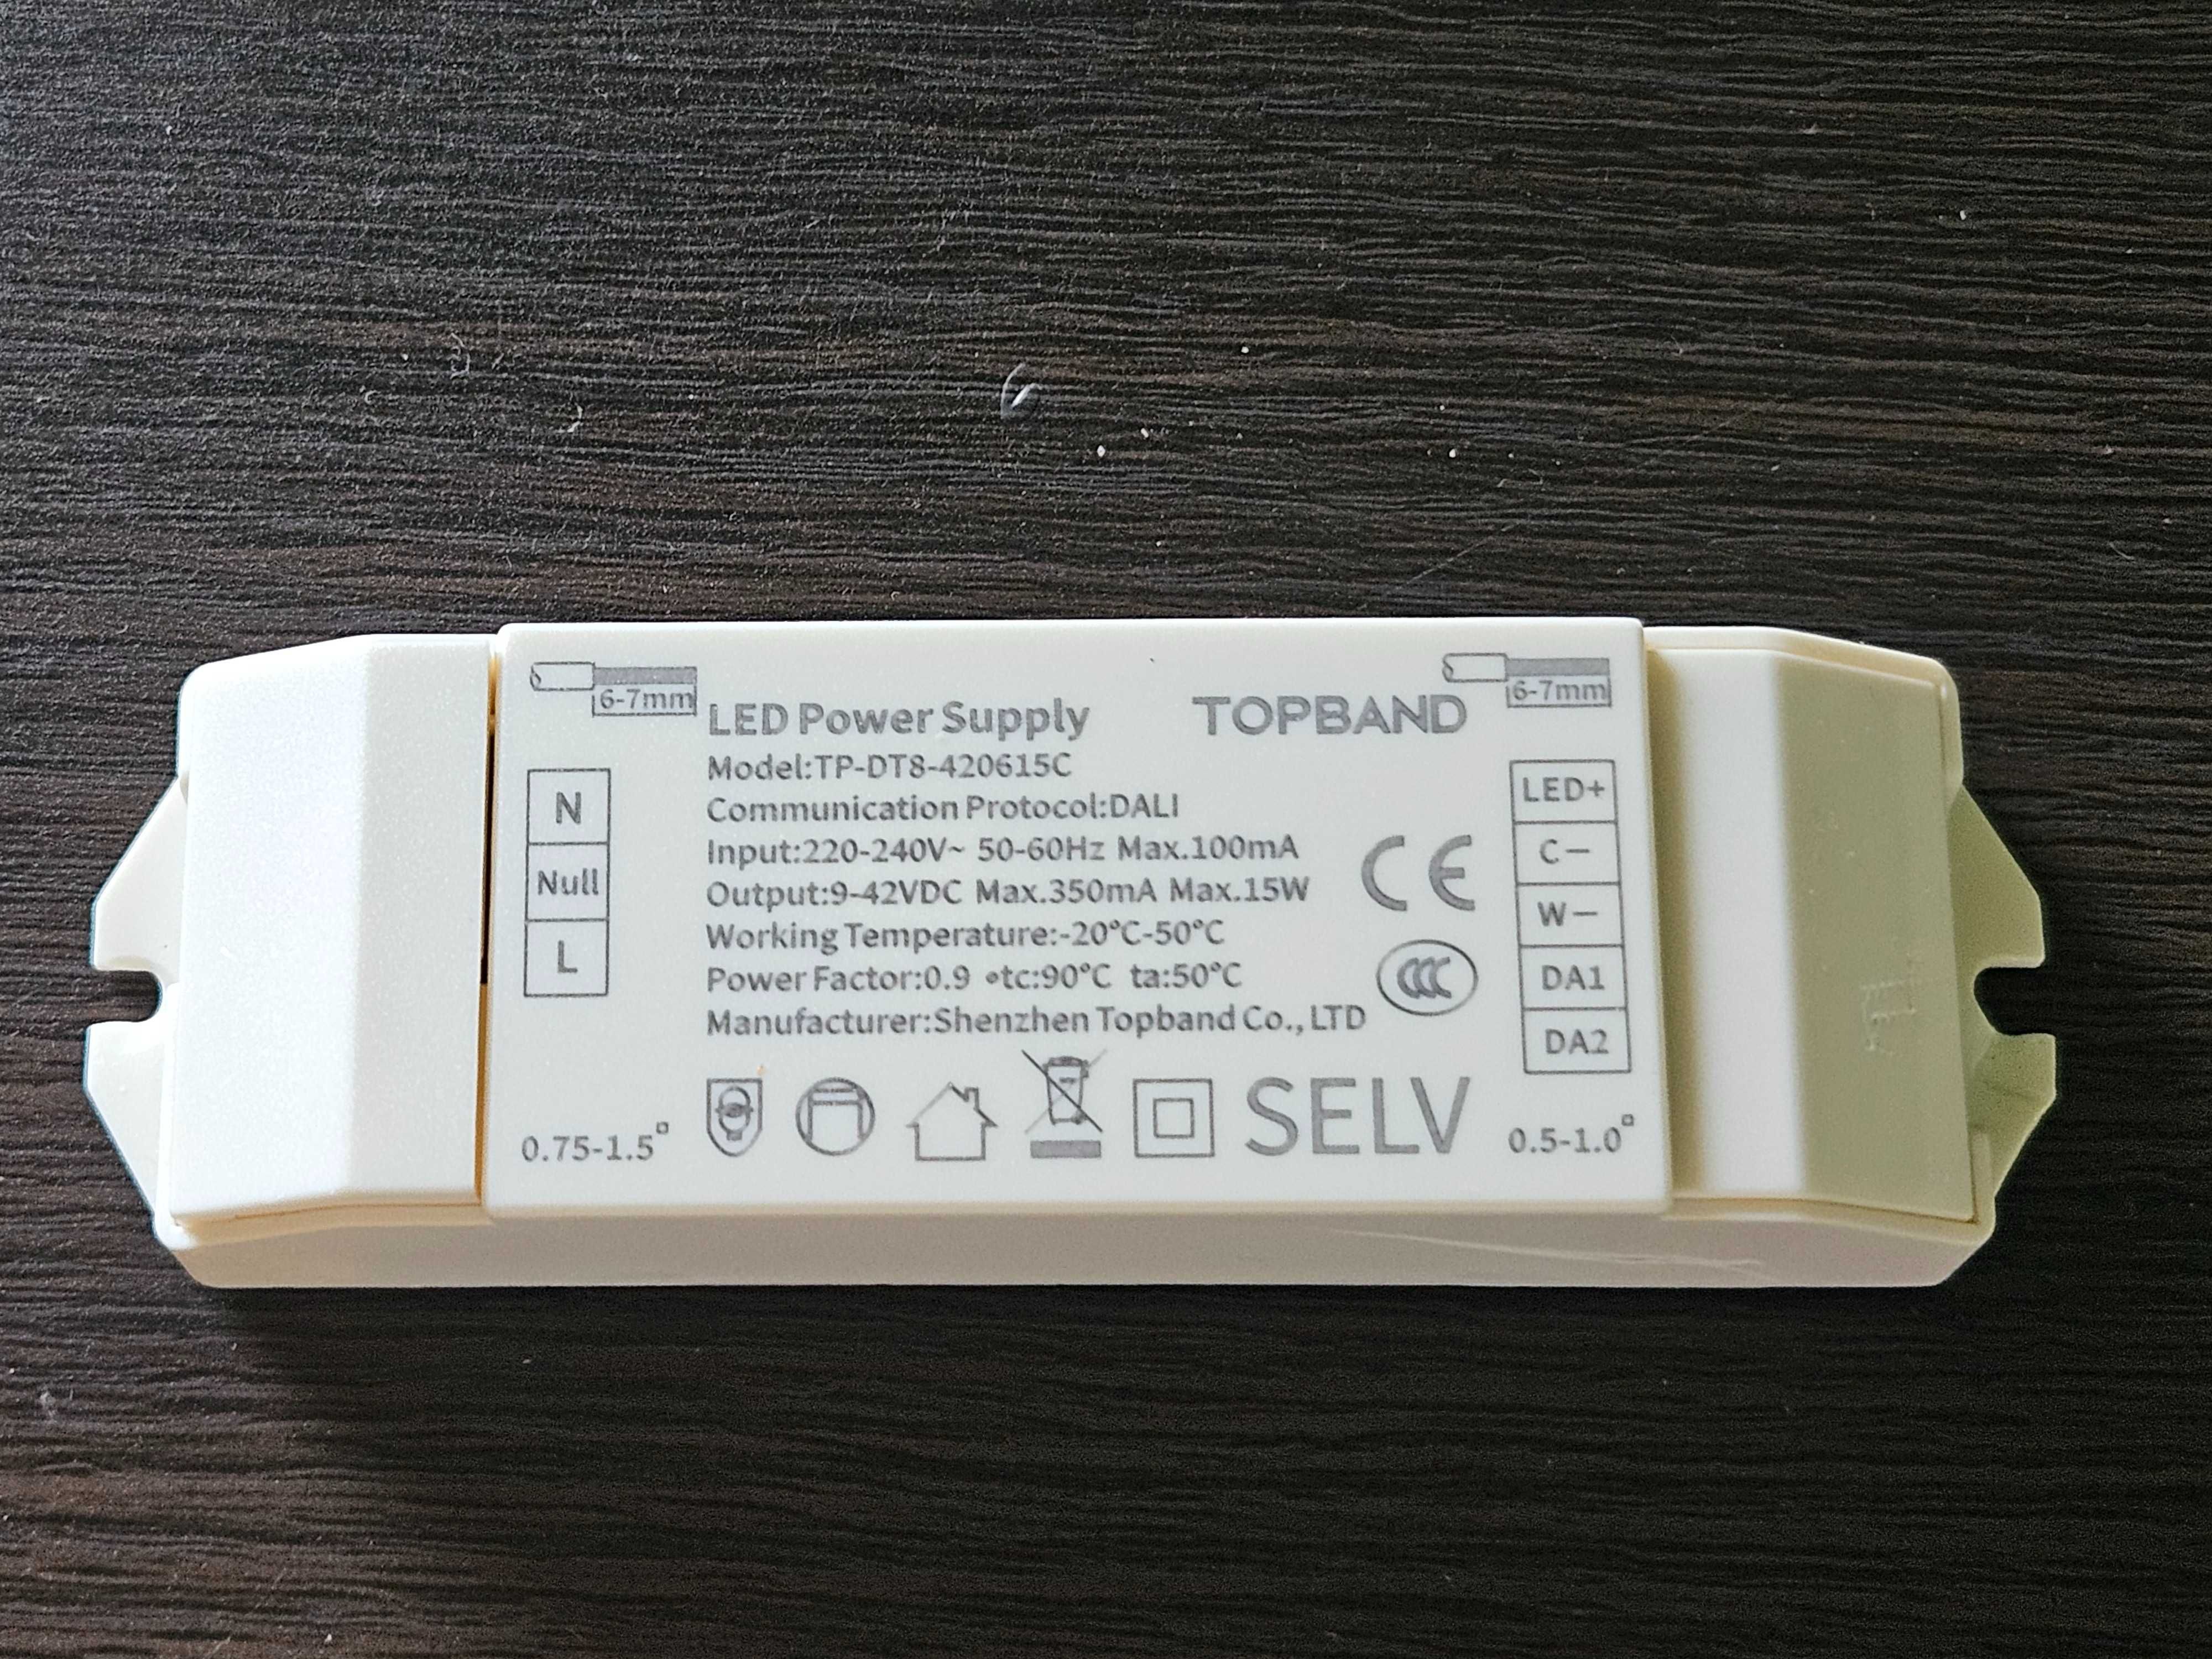 6-7mm
6-7mm
LED Power Supply
TOPBAND
Model:TP-DT8-420615C
Communication Protocol:DALI
Input:220-240V~ 50-60Hz Max.100mA
Output:9-42VDC Max.350mA Max.15W
Working Temperature:-20°C-50°C
Power Factor:0.9 •tc:90°C ta:50°C
Manufacturer:Shenzhen Topband Co., LTD
N
Null
L
CE
CCC
LED+
C−
W−
DA1
DA2
0.75-1.5□
SELV
0.5-1.0□